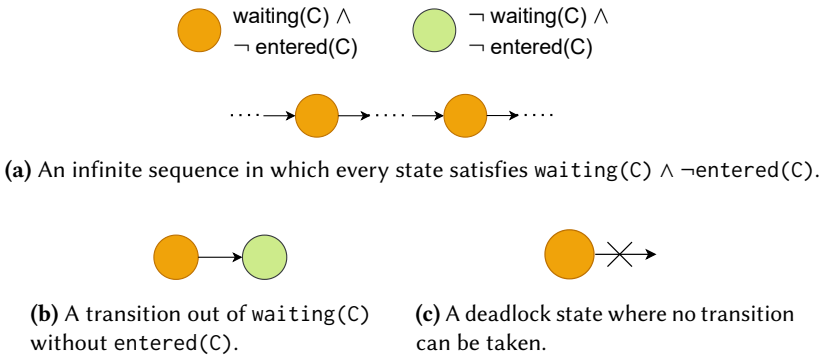 waiting(C) ∧
¬ entered(C)
¬ waiting(C) ∧
¬ entered(C)
(a) An infinite sequence in which every state satisfies waiting(C) ∧ ¬entered(C).
(b) A transition out of waiting(C)
without entered(C).
(c) A deadlock state where no transition
can be taken.